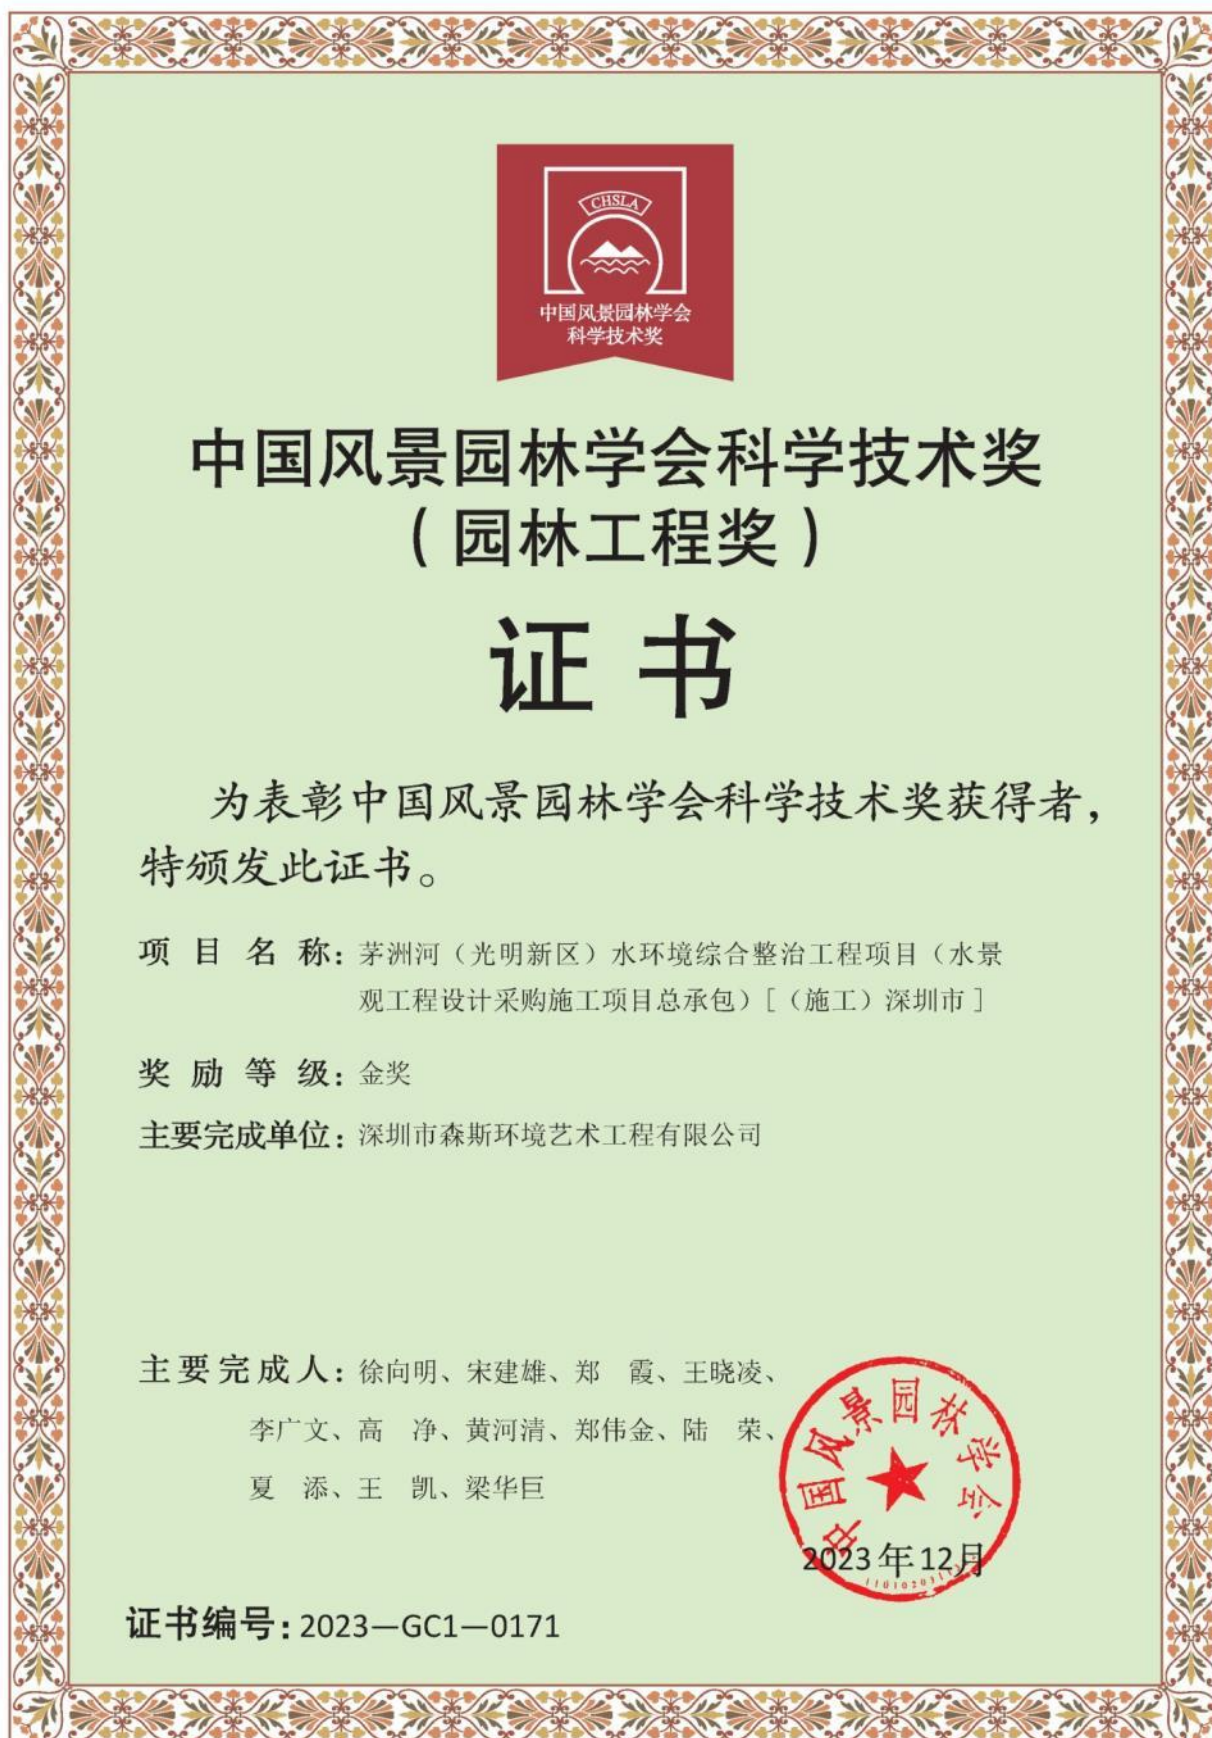 CHSLA
中国风景园林学会
科学技术奖
中国风景园林学会科学技术奖
（园林工程奖）
证书
为表彰中国风景园林学会科学技术奖获得者，
特颁发此证书。
项目名称：茅洲河（光明新区）水环境综合整治工程项目（水景
观工程设计采购施工项目总承包）[（施工）深圳市]
奖励等级：金奖
主要完成单位：深圳市森斯环境艺术工程有限公司
主要完成人：徐向明、宋建雄、郑　霞、王晓凌、
李广文、高　净、黄河清、郑伟金、陆　荣、
夏　添、王　凯、梁华巨
中国风景园林学会
2023年12月
证书编号：2023—GC1—0171